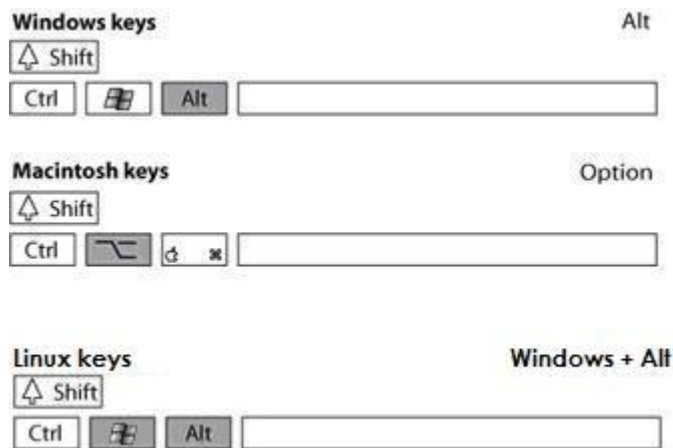 Windows keys Alt
Shift
Ctrl Alt
Macintosh keys Option
Shift
Ctrl ⌥ ⌘
Linux keys Windows + Alt
Shift
Ctrl Alt